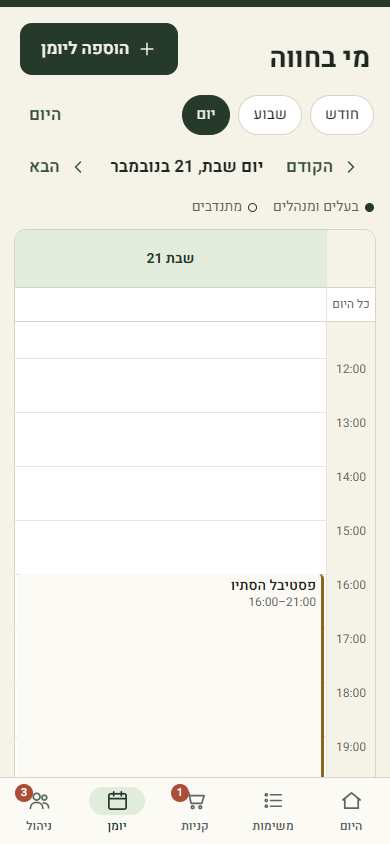 מי בחווה
הוספה ליומן
חודש
שבוע
יום
היום
הקודם
יום שבת, 21 בנובמבר
הבא
בעלים ומנהלים
מתנדבים
שבת 21
כל היום
12:00
13:00
14:00
15:00
16:00
פסטיבל הסתיו
16:00–21:00
17:00
18:00
19:00
היום
משימות
1
קניות
יומן
3
ניהול